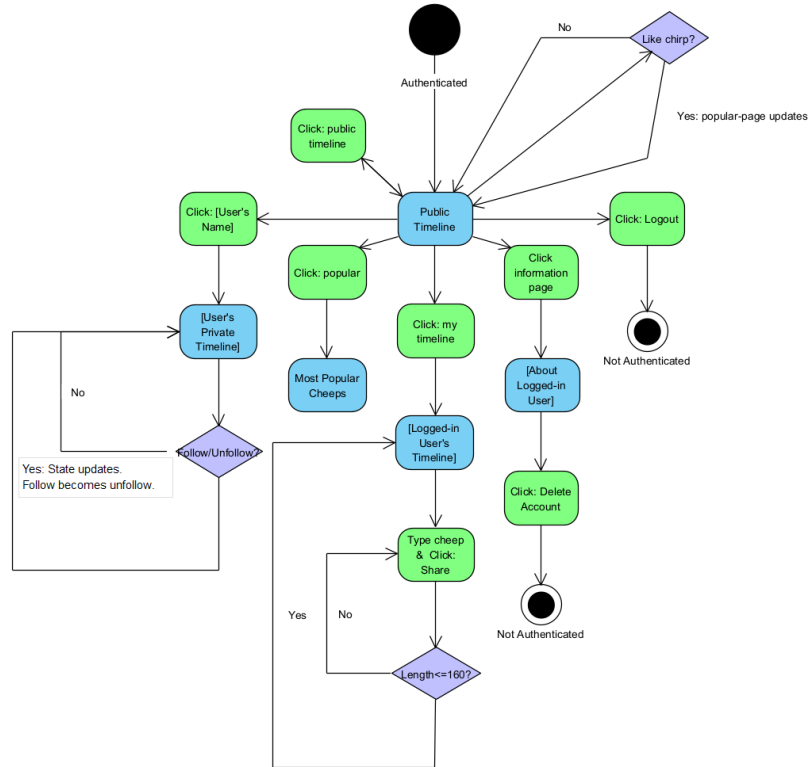 No
Like chirp?
Authenticated
Yes: popular-page updates
Click: public
timeline
Click: [User's
Name]
Public
Timeline
Click: Logout
Click: popular
Click
information
page
Click: my
timeline
[User's
Private
Timeline]
Not Authenticated
Most Popular
Cheeps
[About
Logged-in
User]
No
[Logged-in
User's
Timeline]
Follow/Unfollow?
Yes: State updates.
Follow becomes unfollow.
Click: Delete
Account
Type cheep
& Click:
Share
Yes
No
Not Authenticated
Length<=160?